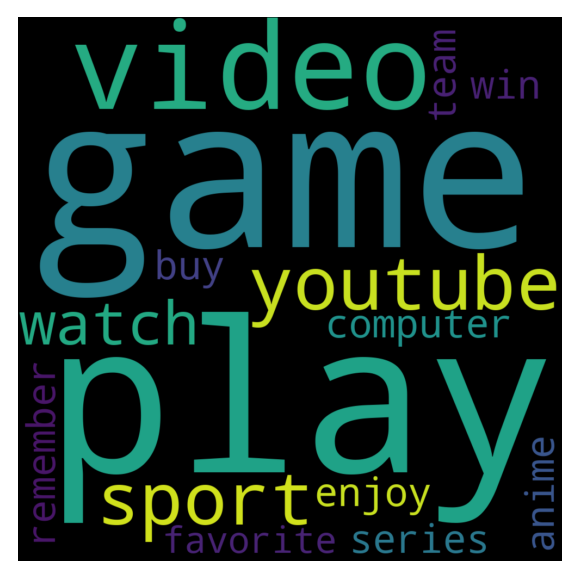 video
team
win
game
buy
youtube
watch
computer
play
remember
sport
enjoy
anime
favorite
series